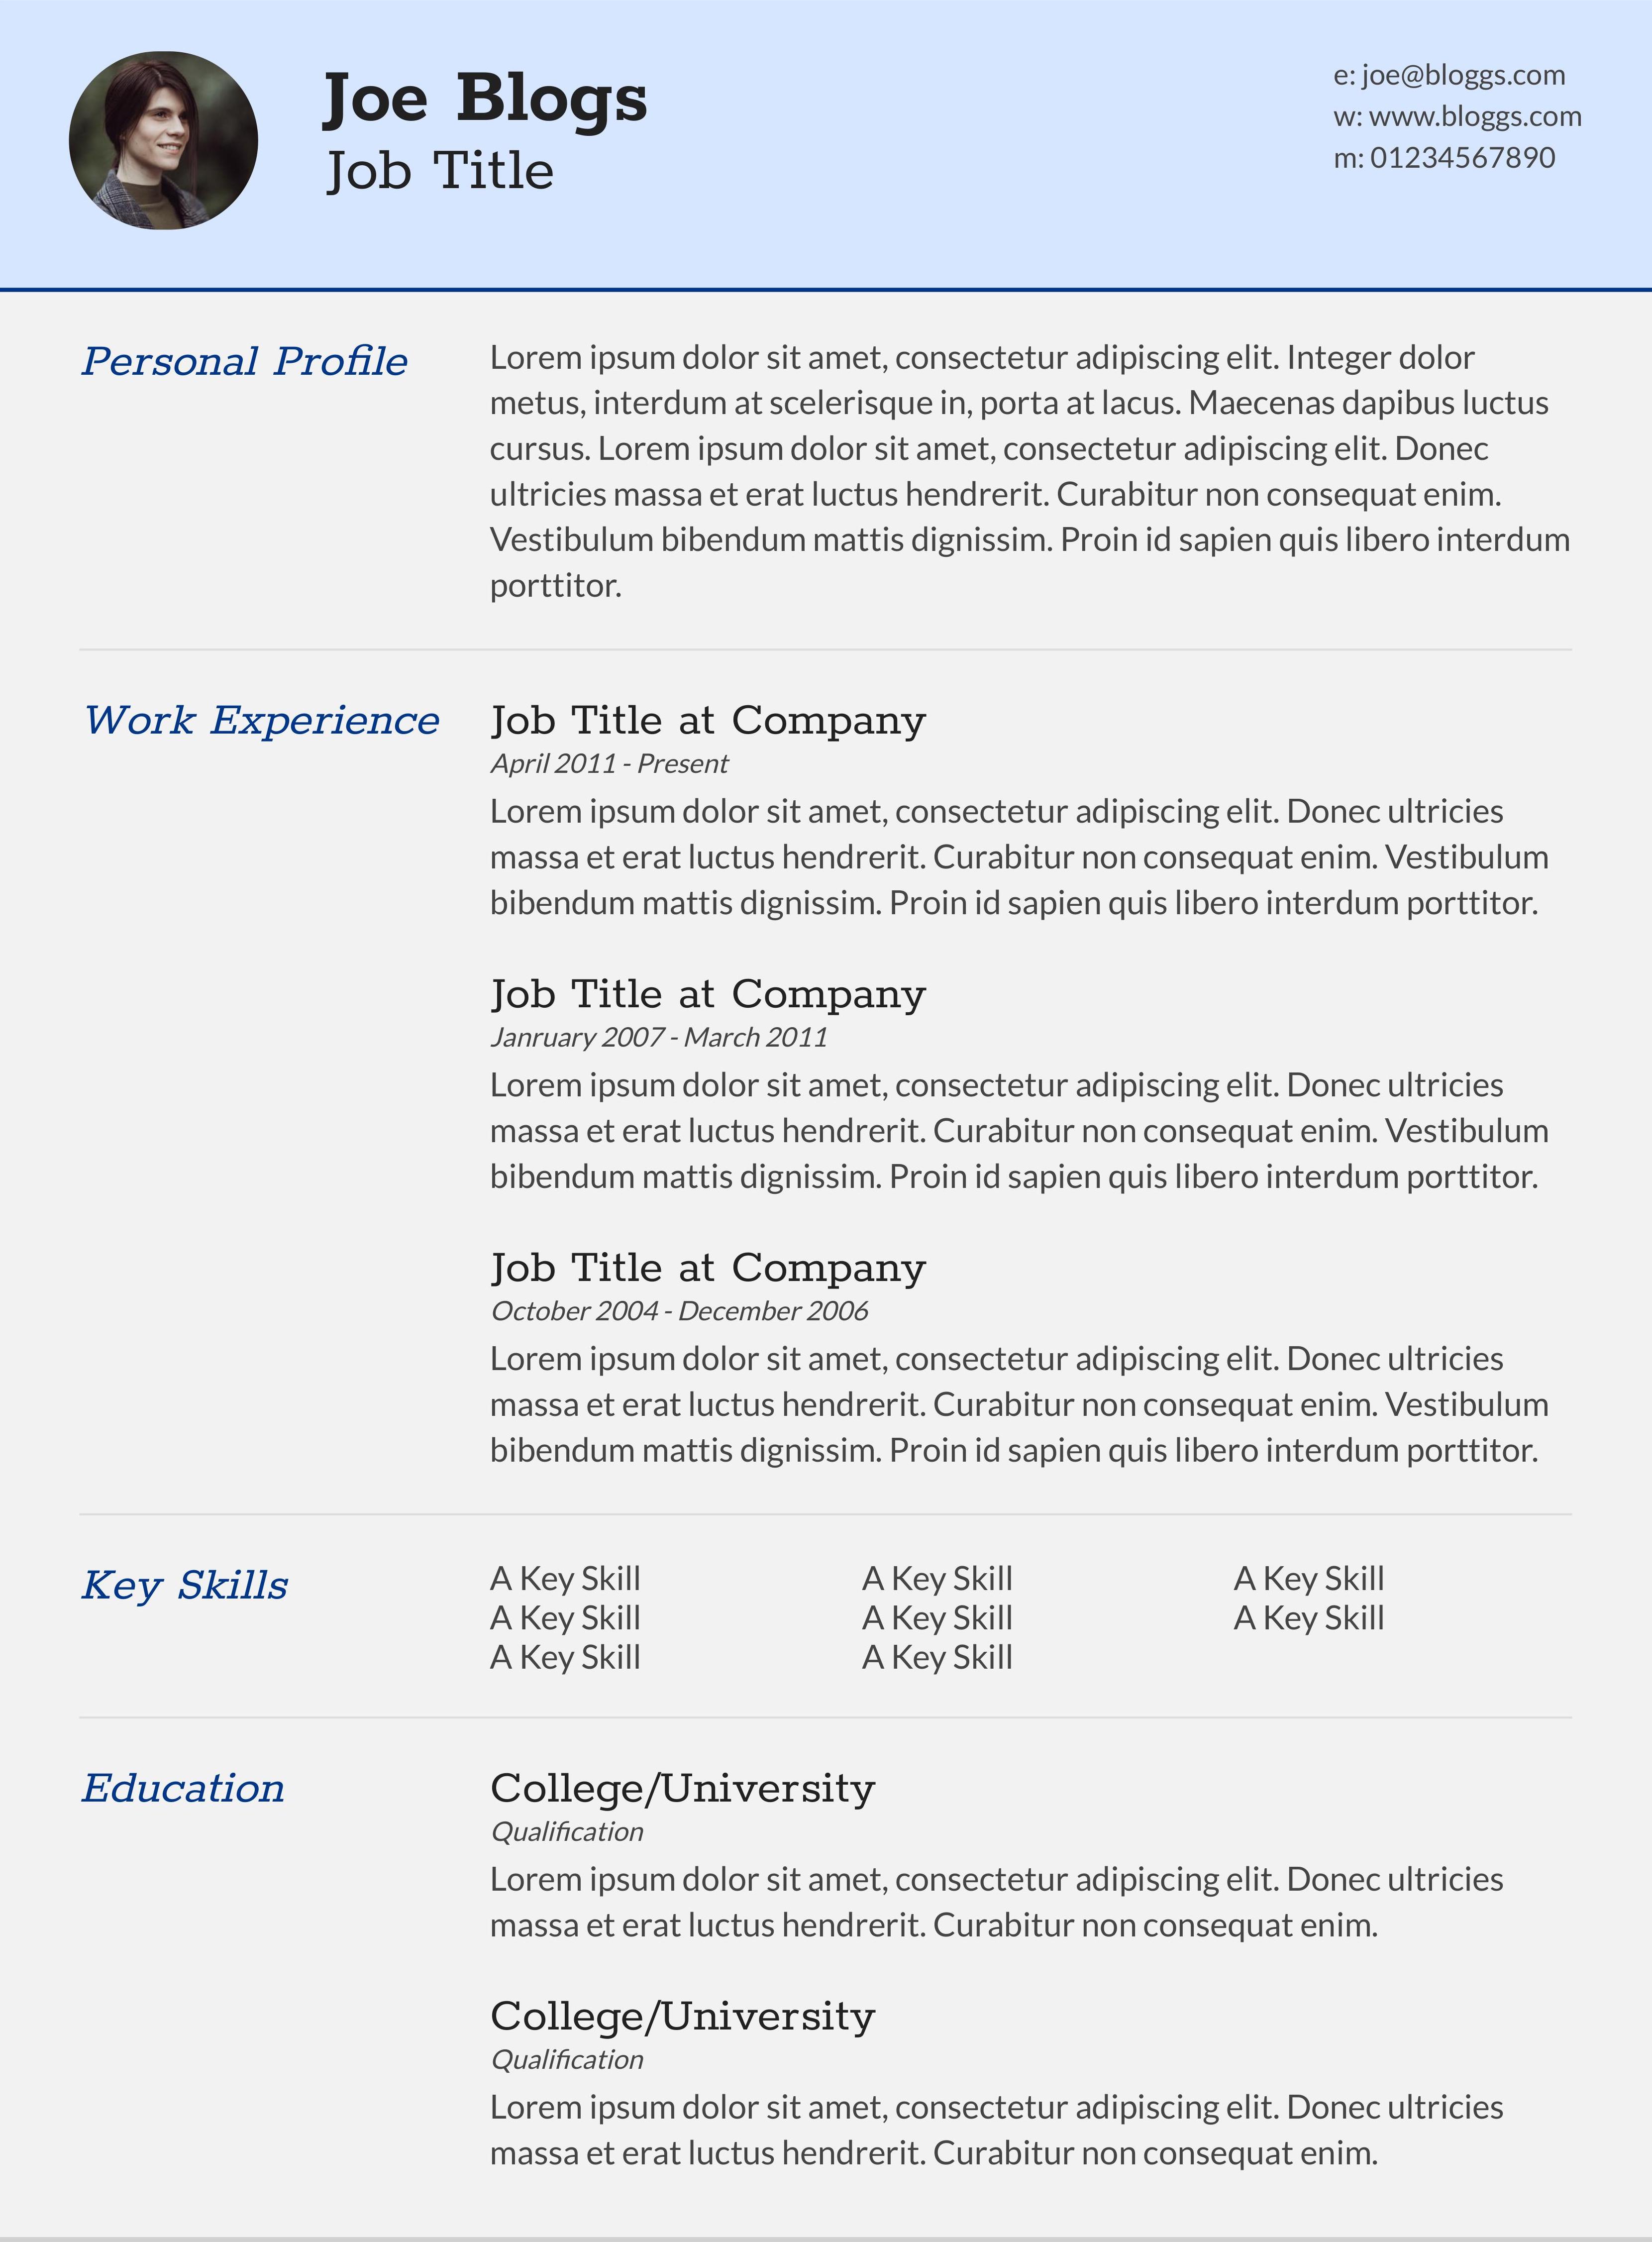 Joe Blogs
Job Title
e: joe@bloggs.com
w: www.bloggs.com
m: 01234567890
Personal Profile
Lorem ipsum dolor sit amet, consectetur adipiscing elit. Integer dolor
metus, interdum at scelerisque in, porta at lacus. Maecenas dapibus luctus
cursus. Lorem ipsum dolor sit amet, consectetur adipiscing elit. Donec
ultricies massa et erat luctus hendrerit. Curabitur non consequat enim.
Vestibulum bibendum mattis dignissim. Proin id sapien quis libero interdum
porttitor.
Work Experience
Job Title at Company
April 2011 - Present
Lorem ipsum dolor sit amet, consectetur adipiscing elit. Donec ultricies
massa et erat luctus hendrerit. Curabitur non consequat enim. Vestibulum
bibendum mattis dignissim. Proin id sapien quis libero interdum porttitor.
Job Title at Company
Janruary 2007 - March 2011
Lorem ipsum dolor sit amet, consectetur adipiscing elit. Donec ultricies
massa et erat luctus hendrerit. Curabitur non consequat enim. Vestibulum
bibendum mattis dignissim. Proin id sapien quis libero interdum porttitor.
Job Title at Company
October 2004 - December 2006
Lorem ipsum dolor sit amet, consectetur adipiscing elit. Donec ultricies
massa et erat luctus hendrerit. Curabitur non consequat enim. Vestibulum
bibendum mattis dignissim. Proin id sapien quis libero interdum porttitor.
Key Skills
A Key Skill A Key Skill A Key Skill
A Key Skill A Key Skill A Key Skill
A Key Skill A Key Skill
Education
College/University
Qualification
Lorem ipsum dolor sit amet, consectetur adipiscing elit. Donec ultricies
massa et erat luctus hendrerit. Curabitur non consequat enim.
College/University
Qualification
Lorem ipsum dolor sit amet, consectetur adipiscing elit. Donec ultricies
massa et erat luctus hendrerit. Curabitur non consequat enim.